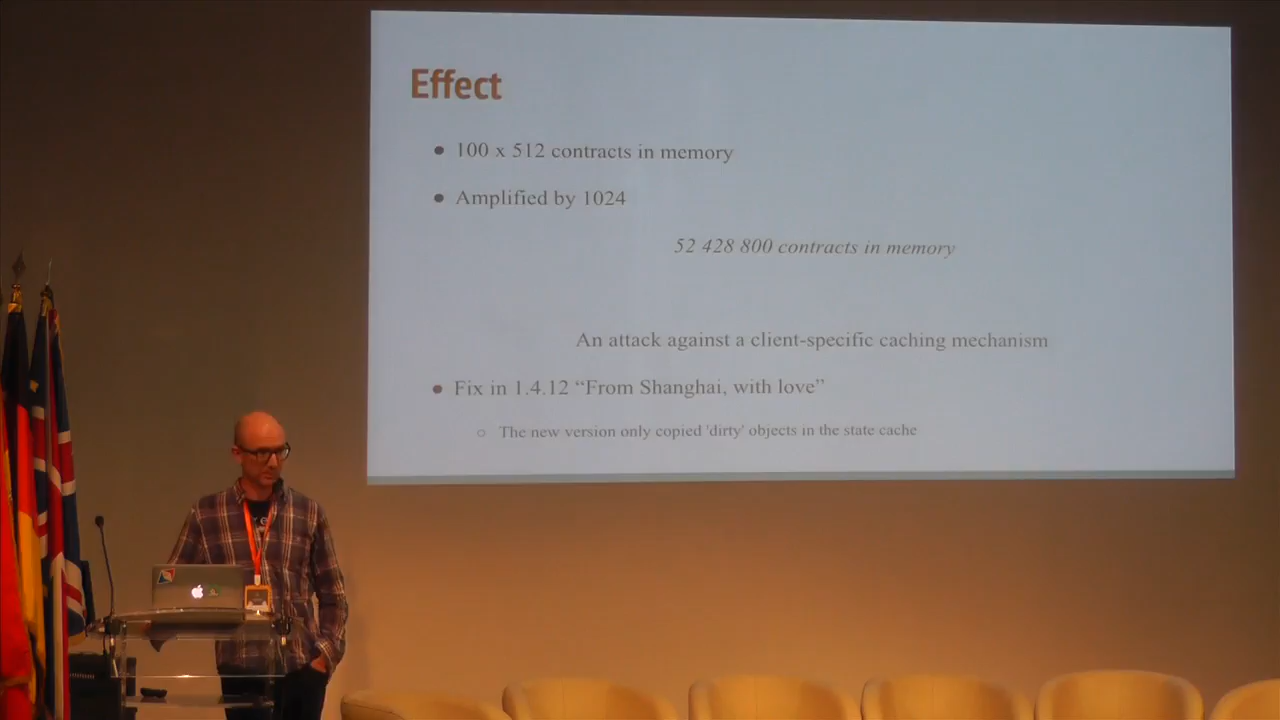 Effect
● 100 x 512 contracts in memory
● Amplified by 1024
52 428 800 contracts in memory
An attack against a client-specific caching mechanism
● Fix in 1.4.12 “From Shanghai, with love”
○ The new version only copied 'dirty' objects in the state cache